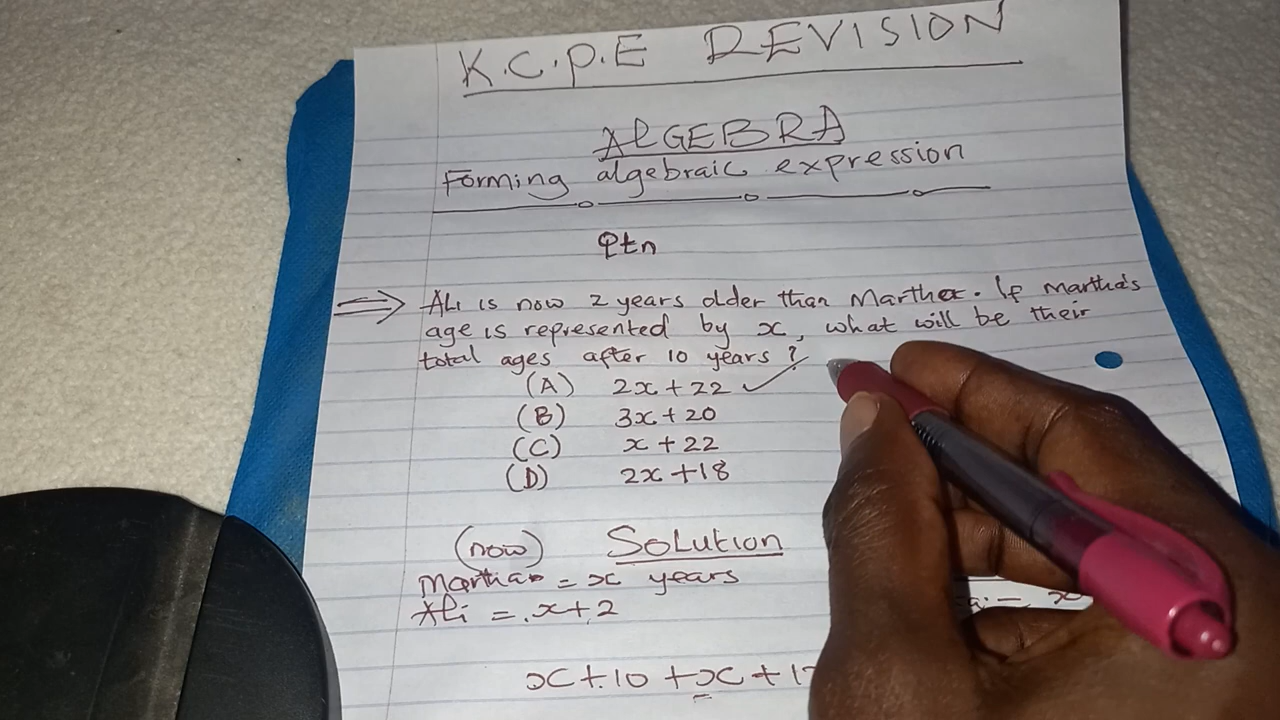 K.C.P.E REVISION
ALGEBRA
Forming algebraic expression
Qtn
Ali is now 2 years older than Martha. If martha's
age is represented by x, what will be their
total ages after 10 years?
(A) 2x+22 ✓
(B) 3x+20
(C) x+22
(D) 2x+18
(now) Solution
Martha = x years
Ali = x+2
x+10+x+1